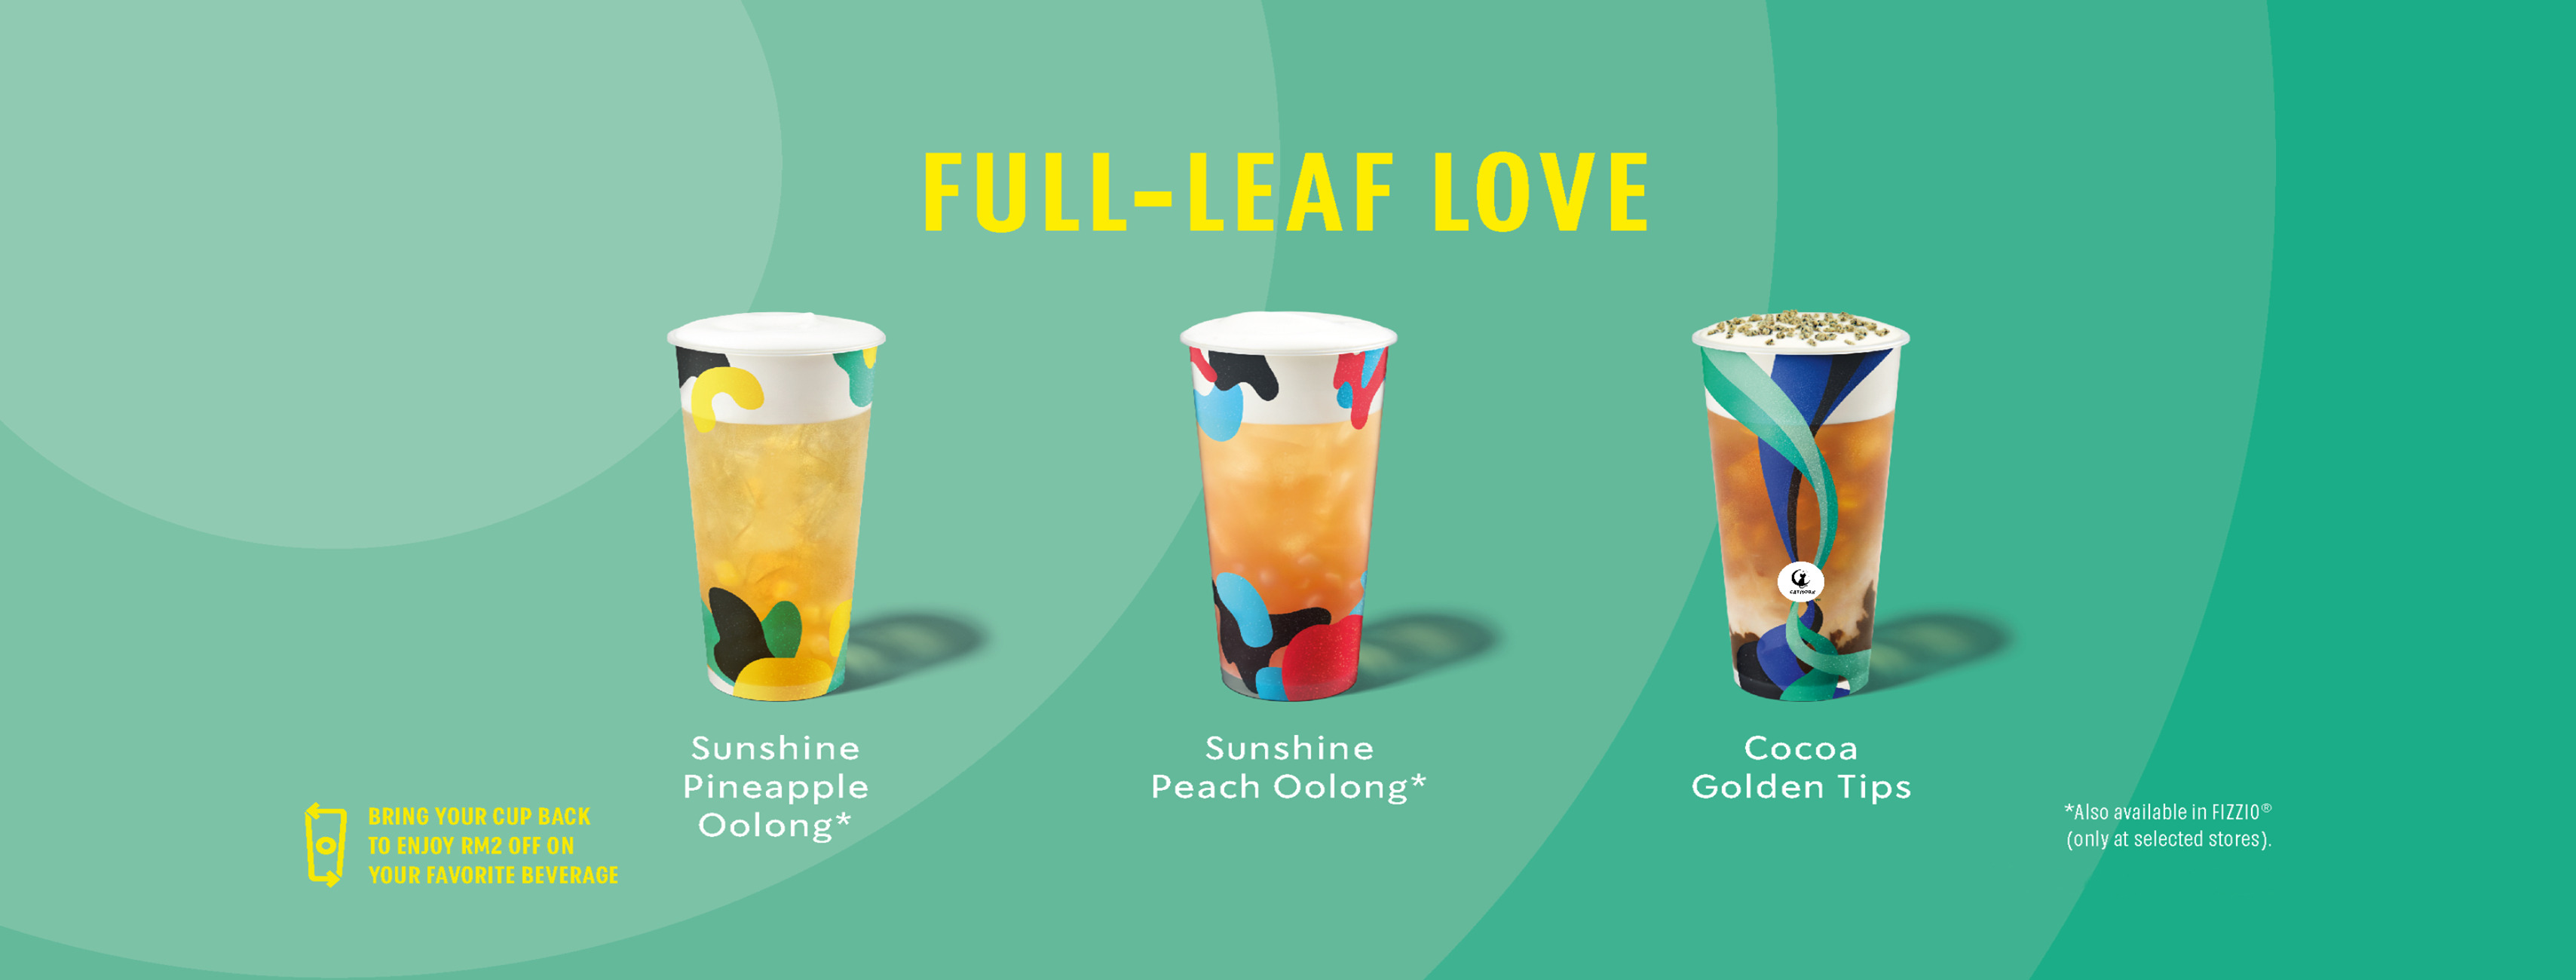 FULL-LEAF LOVE
Sunshine
Pineapple
Oolong*
Sunshine
Peach Oolong*
Cocoa
Golden Tips
BRING YOUR CUP BACK
TO ENJOY RM2 OFF ON
YOUR FAVORITE BEVERAGE
*Also available in FIZZIO®
(only at selected stores).